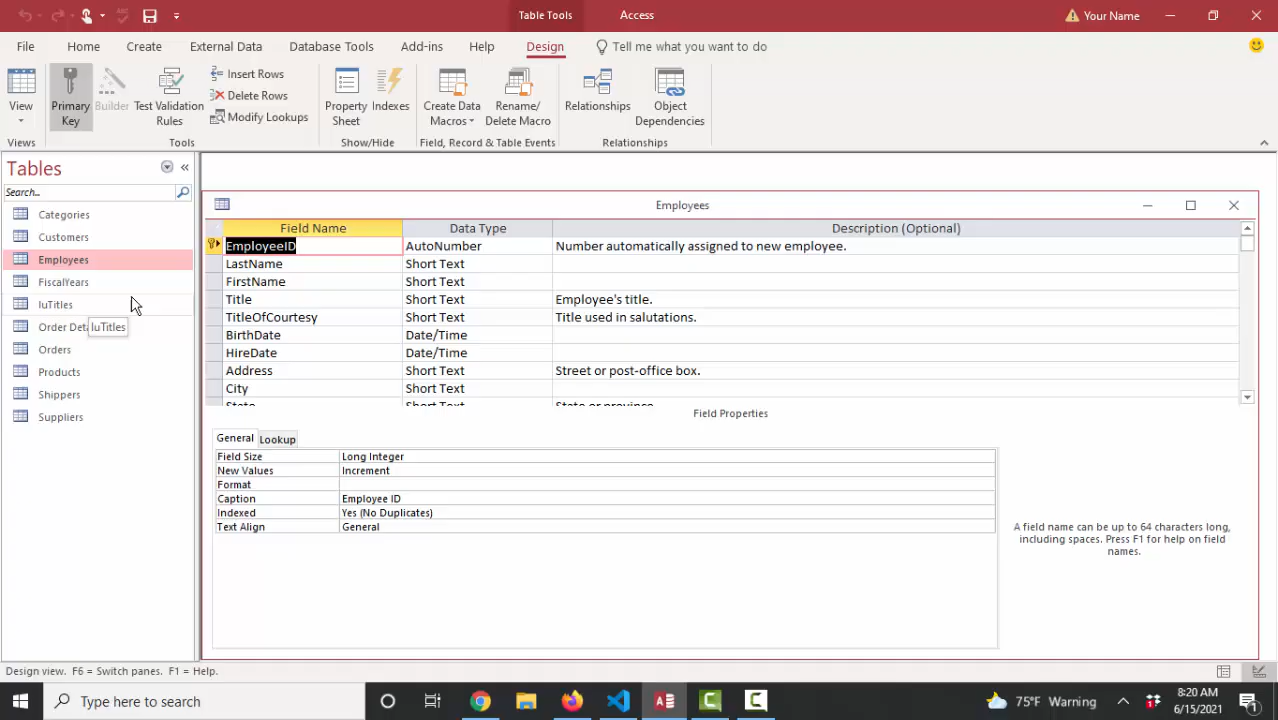 Table Tools
Access
Your Name
File
Home
Create
External Data
Database Tools
Add-ins
Help
Design
Tell me what you want to do
View
Primary Key
Builder
Test Validation Rules
Insert Rows
Delete Rows
Modify Lookups
Property Sheet
Indexes
Create Data Macros
Rename/ Delete Macro
Relationships
Object Dependencies
Views
Tools
Show/Hide
Field, Record & Table Events
Relationships
Tables
Search...
Categories
Customers
Employees
FiscalYears
luTitles
Order Deta
luTitles
Orders
Products
Shippers
Suppliers
Employees
Field Name Data Type Description (Optional)
EmployeeID AutoNumber Number automatically assigned to new employee.
LastName Short Text
FirstName Short Text
Title Short Text Employee's title.
TitleOfCourtesy Short Text Title used in salutations.
BirthDate Date/Time
HireDate Date/Time
Address Short Text Street or post-office box.
City Short Text
State Short Text State or province.
Field Properties
General Lookup
Field Size Long Integer
New Values Increment
Format
Caption Employee ID
Indexed Yes (No Duplicates)
Text Align General
A field name can be up to 64 characters long,
including spaces. Press F1 for help on field
names.
Design view. F6 = Switch panes. F1 = Help.
Type here to search
75°F Warning
8:20 AM
6/15/2021
1